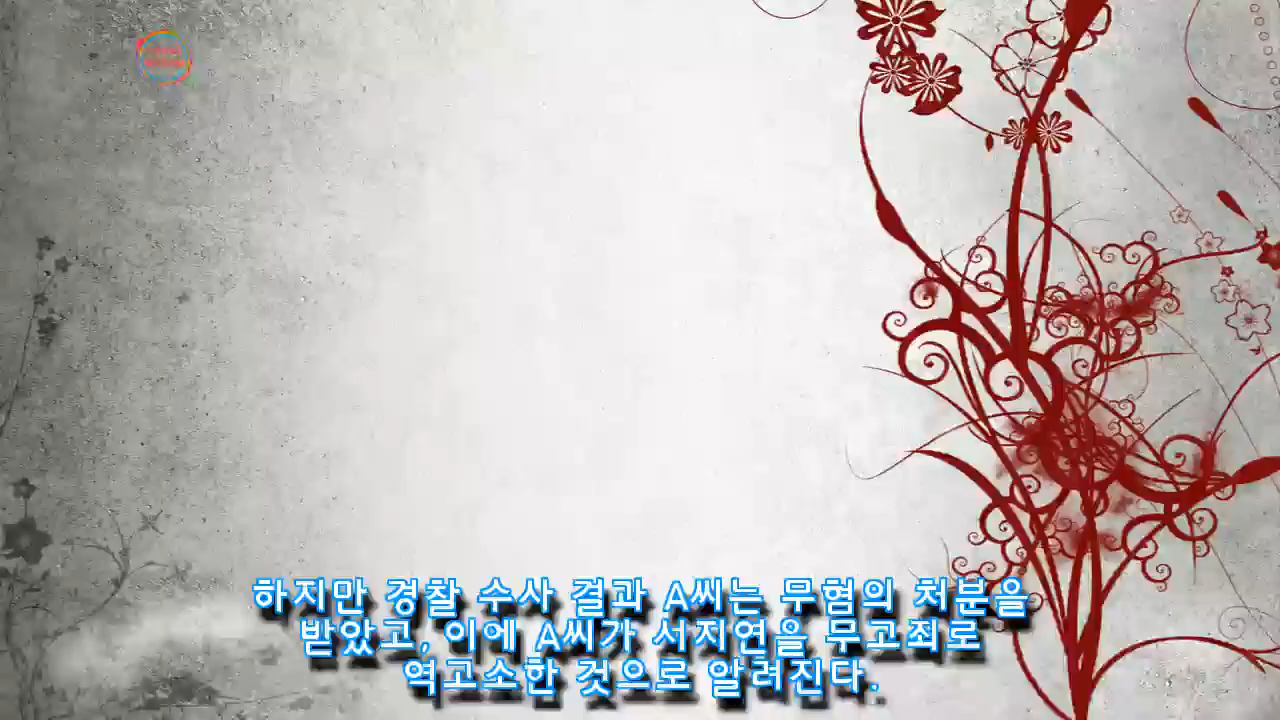 하지만 경찰 수사 결과 A씨는 무혐의 처분을
받았고, 이에 A씨가 서지연을 무고죄로
역고소한 것으로 알려진다.